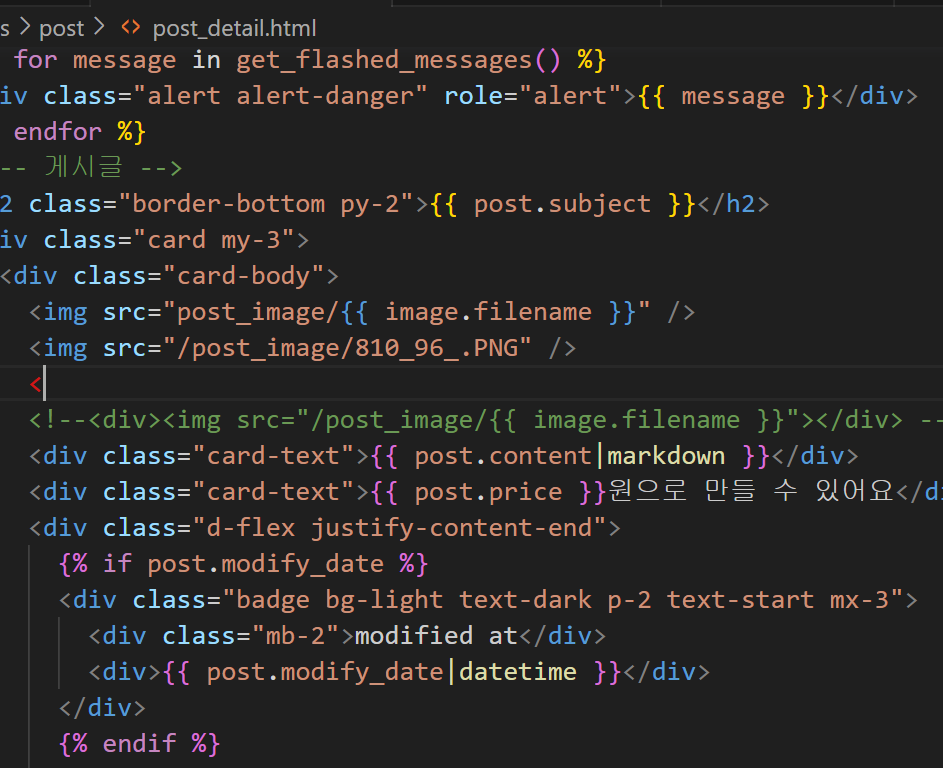 s > post > <> post_detail.html
for message in get_flashed_messages() %}
iv class="alert alert-danger" role="alert">{{ message }}</div>
endfor %}
-- 게시글 -->
2 class="border-bottom py-2">{{ post.subject }}</h2>
iv class="card my-3">
<div class="card-body">
<img src="post_image/{{ image.filename }}" />
<img src="/post_image/810_96_.PNG" />
<
<!--<div><img src="/post_image/{{ image.filename }}"></div> --
<div class="card-text">{{ post.content|markdown }}</div>
<div class="card-text">{{ post.price }}원으로 만들 수 있어요</di
<div class="d-flex justify-content-end">
{% if post.modify_date %}
<div class="badge bg-light text-dark p-2 text-start mx-3">
<div class="mb-2">modified at</div>
<div>{{ post.modify_date|datetime }}</div>
</div>
{% endif %}